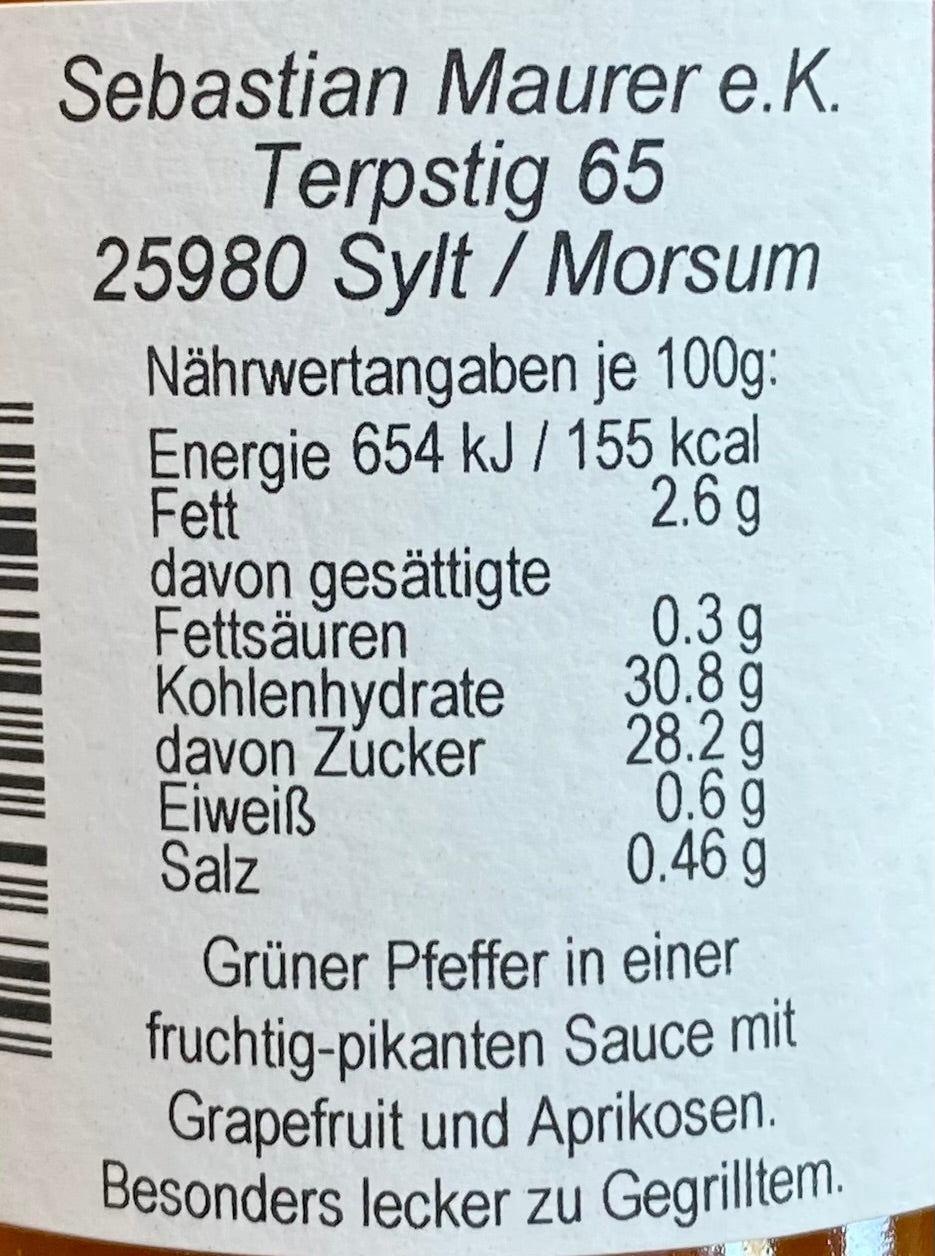 Sebastian Maurer e.K.
Terpstig 65
25980 Sylt / Morsum
Nährwertangaben je 100g:
Energie 654 kJ / 155 kcal
Fett 2.6 g
davon gesättigte
Fettsäuren 0.3 g
Kohlenhydrate 30.8 g
davon Zucker 28.2 g
Eiweiß 0.6 g
Salz 0.46 g
Grüner Pfeffer in einer
fruchtig-pikanten Sauce mit
Grapefruit und Aprikosen.
Besonders lecker zu Gegrilltem.